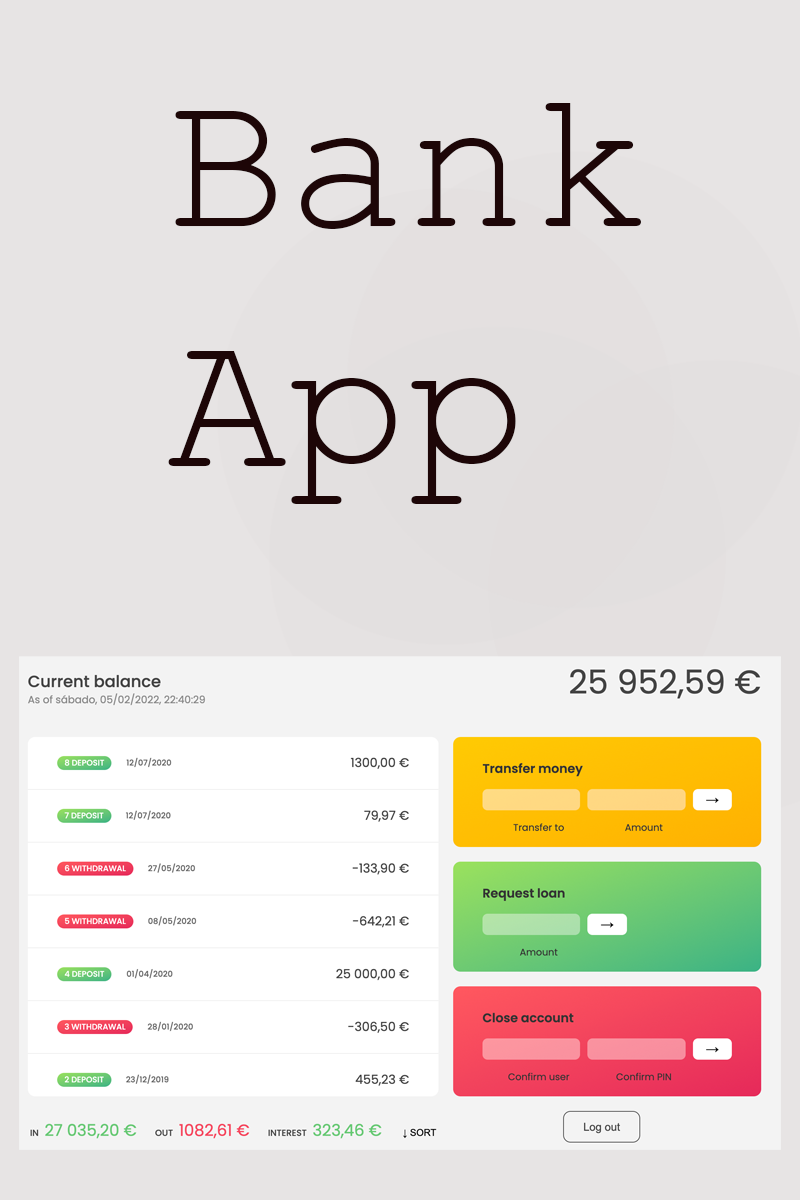 Bank
App
Current balance
25 952,59 €
As of sábado, 05/02/2022, 22:40:29
8 DEPOSIT 12/07/2020 1300,00 €
7 DEPOSIT 12/07/2020 79,97 €
6 WITHDRAWAL 27/05/2020 -133,90 €
5 WITHDRAWAL 08/05/2020 -642,21 €
4 DEPOSIT 01/04/2020 25 000,00 €
3 WITHDRAWAL 28/01/2020 -306,50 €
2 DEPOSIT 23/12/2019 455,23 €
Transfer money
→
Transfer to Amount
Request loan
→
Amount
Close account
→
Confirm user Confirm PIN
IN 27 035,20 € OUT 1082,61 € INTEREST 323,46 € ↓ SORT
Log out